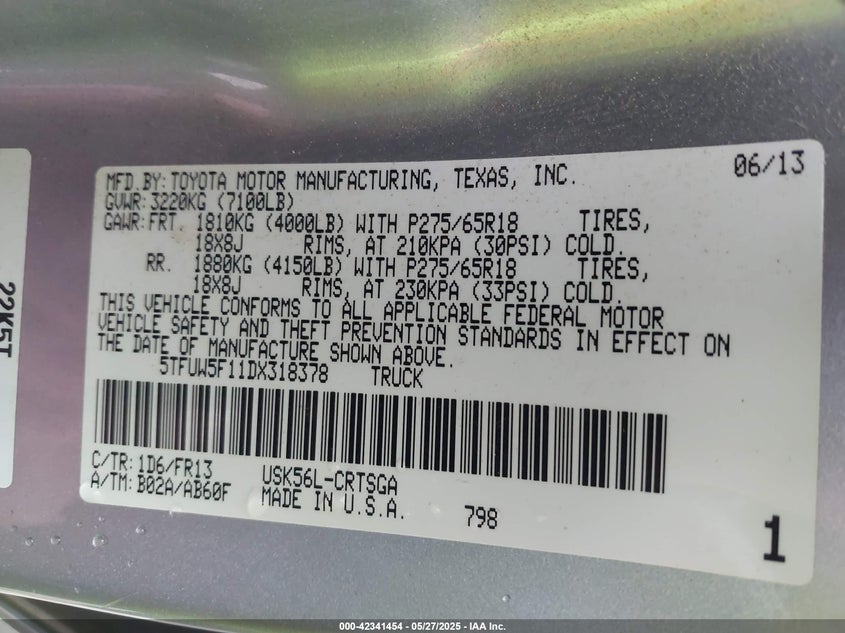 MFD.BY:TOYOTA MOTOR MANUFACTURING, TEXAS, INC. 06/13
GVWR:3220KG (7100LB)
GAWR:FRT. 1810KG (4000LB) WITH P275/65R18 TIRES,
18X8J RIMS, AT 210KPA (30PSI) COLD.
RR. 1880KG (4150LB) WITH P275/65R18 TIRES,
18X8J RIMS, AT 230KPA (33PSI) COLD.
THIS VEHICLE CONFORMS TO ALL APPLICABLE FEDERAL MOTOR
VEHICLE SAFETY AND THEFT PREVENTION STANDARDS IN EFFECT ON
THE DATE OF MANUFACTURE SHOWN ABOVE.
5TFUW5F11DX318378 TRUCK
C/TR:1D6/FR13 USK56L-CRTSGA
A/TM:B02A/AB60F MADE IN U.S.A. 798
1
22K5T
000-42341454 — 05/27/2025 — IAA Inc.